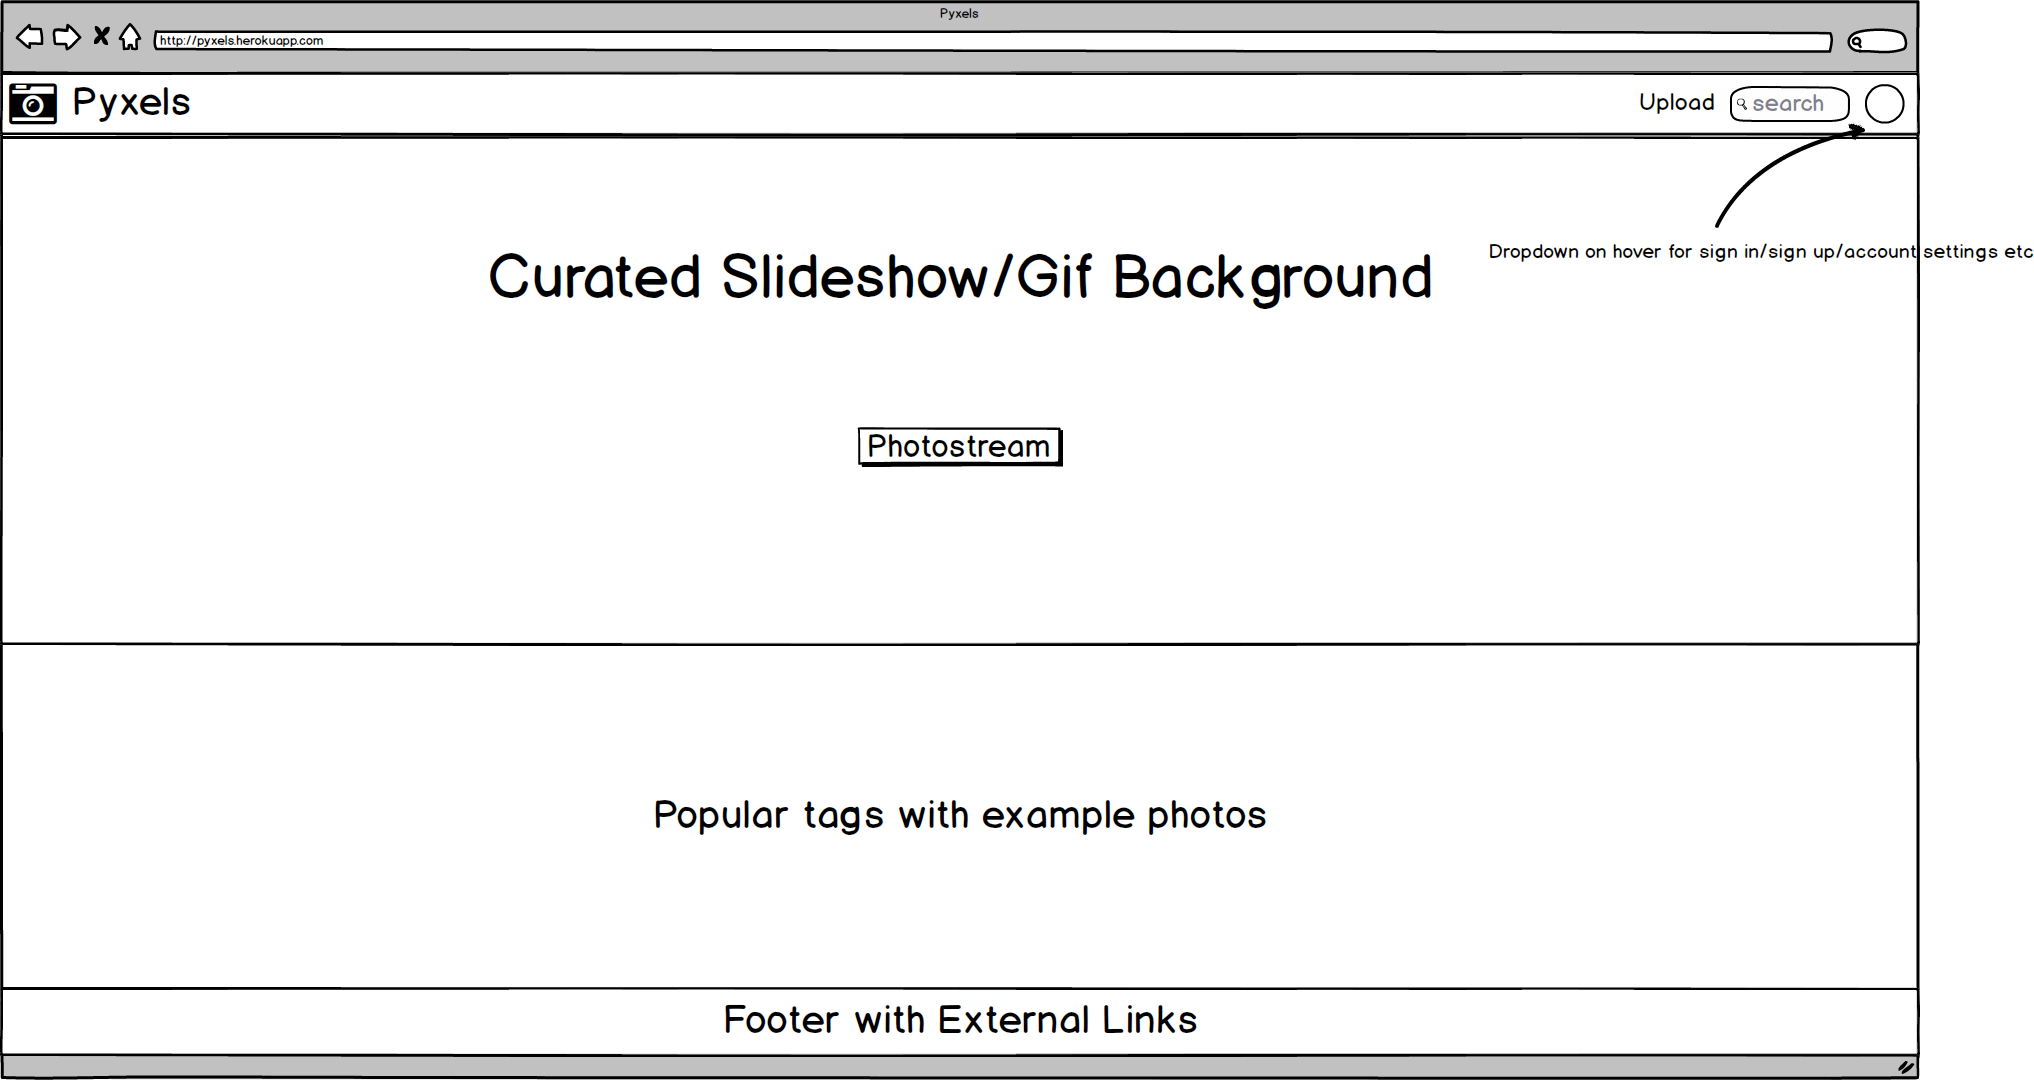 Pyxels
http://pyxels.herokuapp.com
Pyxels
Upload
search
Dropdown on hover for sign in/sign up/account settings etc
Curated Slideshow/Gif Background
Photostream
Popular tags with example photos
Footer with External Links